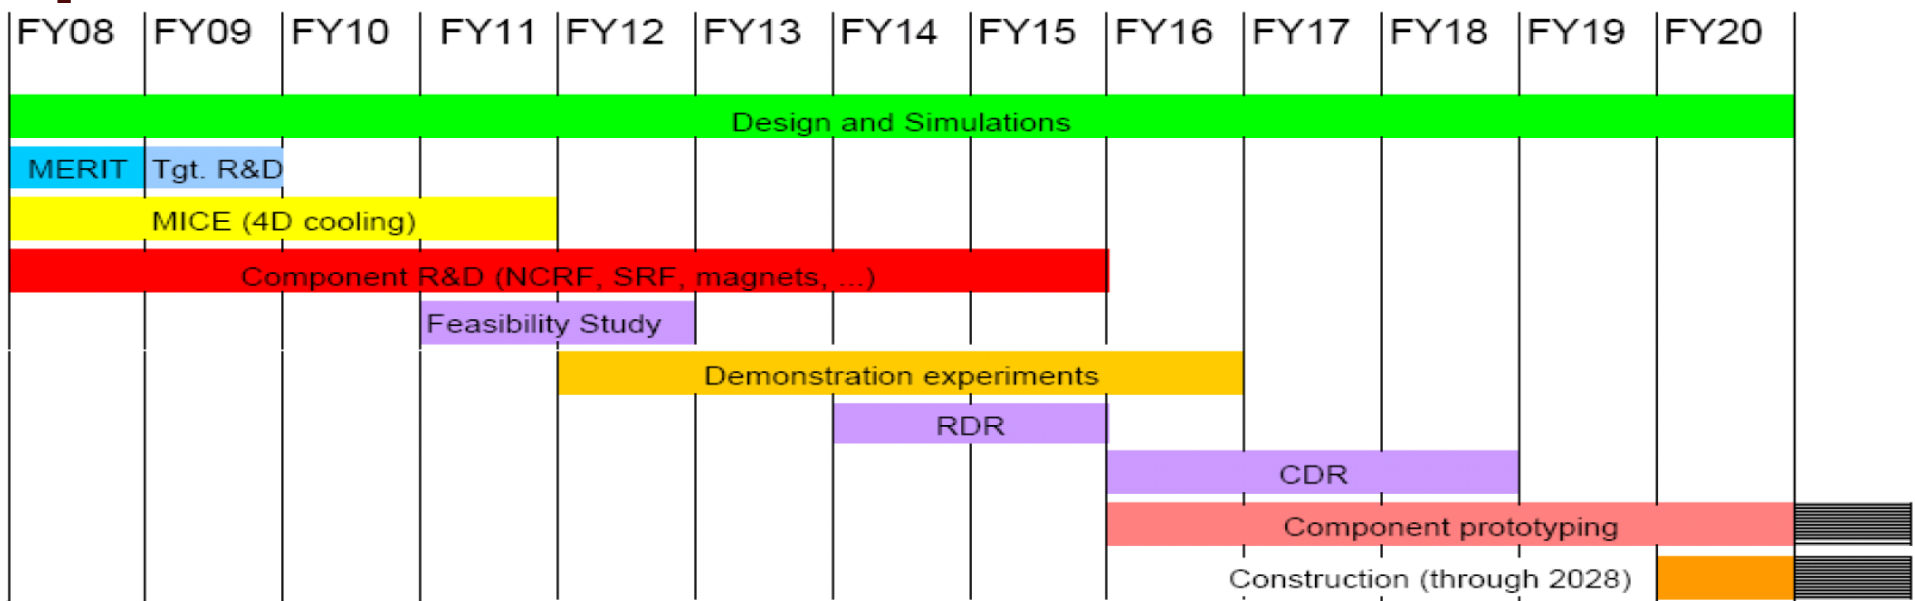 FY08 FY09 FY10 FY11 FY12 FY13 FY14 FY15 FY16 FY17 FY18 FY19 FY20
Design and Simulations
MERIT Tgt. R&D
MICE (4D cooling)
Component R&D (NCRF, SRF, magnets, ...)
Feasibility Study
Demonstration experiments
RDR
CDR
Component prototyping
Construction (through 2028)